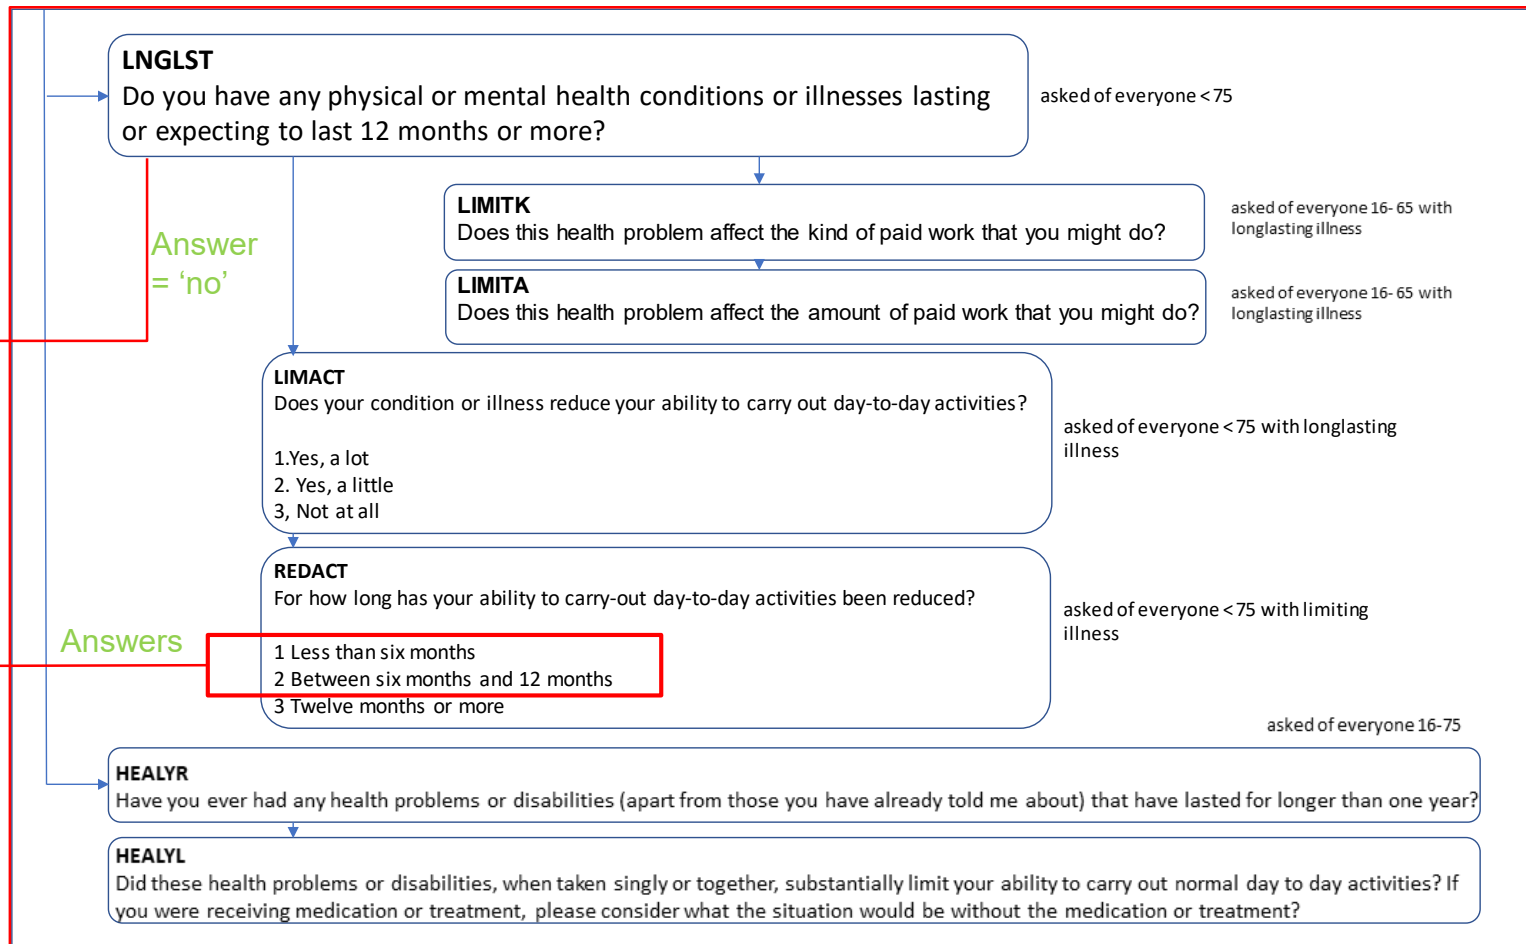 LNGLST
Do you have any physical or mental health conditions or illnesses lasting
or expecting to last 12 months or more?
asked of everyone <75
Answer
= ‘no’
LIMITK
Does this health problem affect the kind of paid work that you might do?
asked of everyone 16- 65 with
longlasting illness
LIMITA
Does this health problem affect the amount of paid work that you might do?
asked of everyone 16- 65 with
longlasting illness
LIMACT
Does your condition or illness reduce your ability to carry out day-to-day activities?
1.Yes, a lot
2. Yes, a little
3, Not at all
asked of everyone <75 with longlasting
illness
REDACT
For how long has your ability to carry-out day-to-day activities been reduced?
Answers
1 Less than six months
2 Between six months and 12 months
3 Twelve months or more
asked of everyone <75 with limiting
illness
asked of everyone 16-75
HEALYR
Have you ever had any health problems or disabilities (apart from those you have already told me about) that have lasted for longer than one year?
HEALYL
Did these health problems or disabilities, when taken singly or together, substantially limit your ability to carry out normal day to day activities? If
you were receiving medication or treatment, please consider what the situation would be without the medication or treatment?